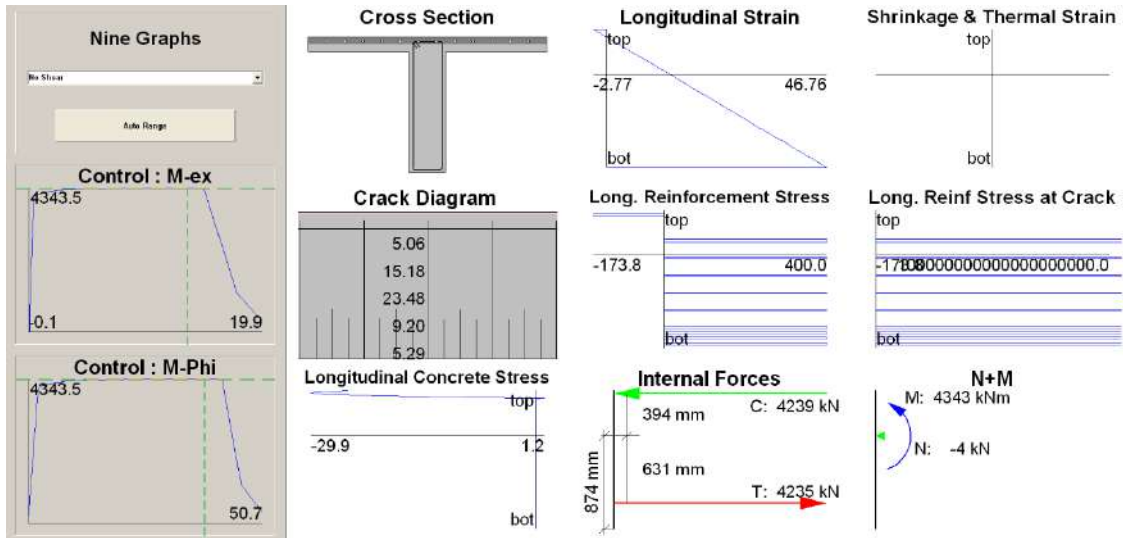 Nine Graphs
No Shear
Auto Range
Control : M-ex
4343.5
-0.1
19.9
Control : M-Phi
4343.5
50.7
Cross Section
Longitudinal Strain
top
-2.77
46.76
bot
Shrinkage & Thermal Strain
top
bot
Crack Diagram
5.06
15.18
23.48
9.20
5.29
Long. Reinforcement Stress
top
-173.8
400.0
bot
Long. Reinf Stress at Crack
top
bot
Longitudinal Concrete Stress
top
-29.9
1.2
bot
Internal Forces
394 mm
C: 4239 kN
631 mm
874 mm
T: 4235 kN
N+M
M: 4343 kNm
N: -4 kN